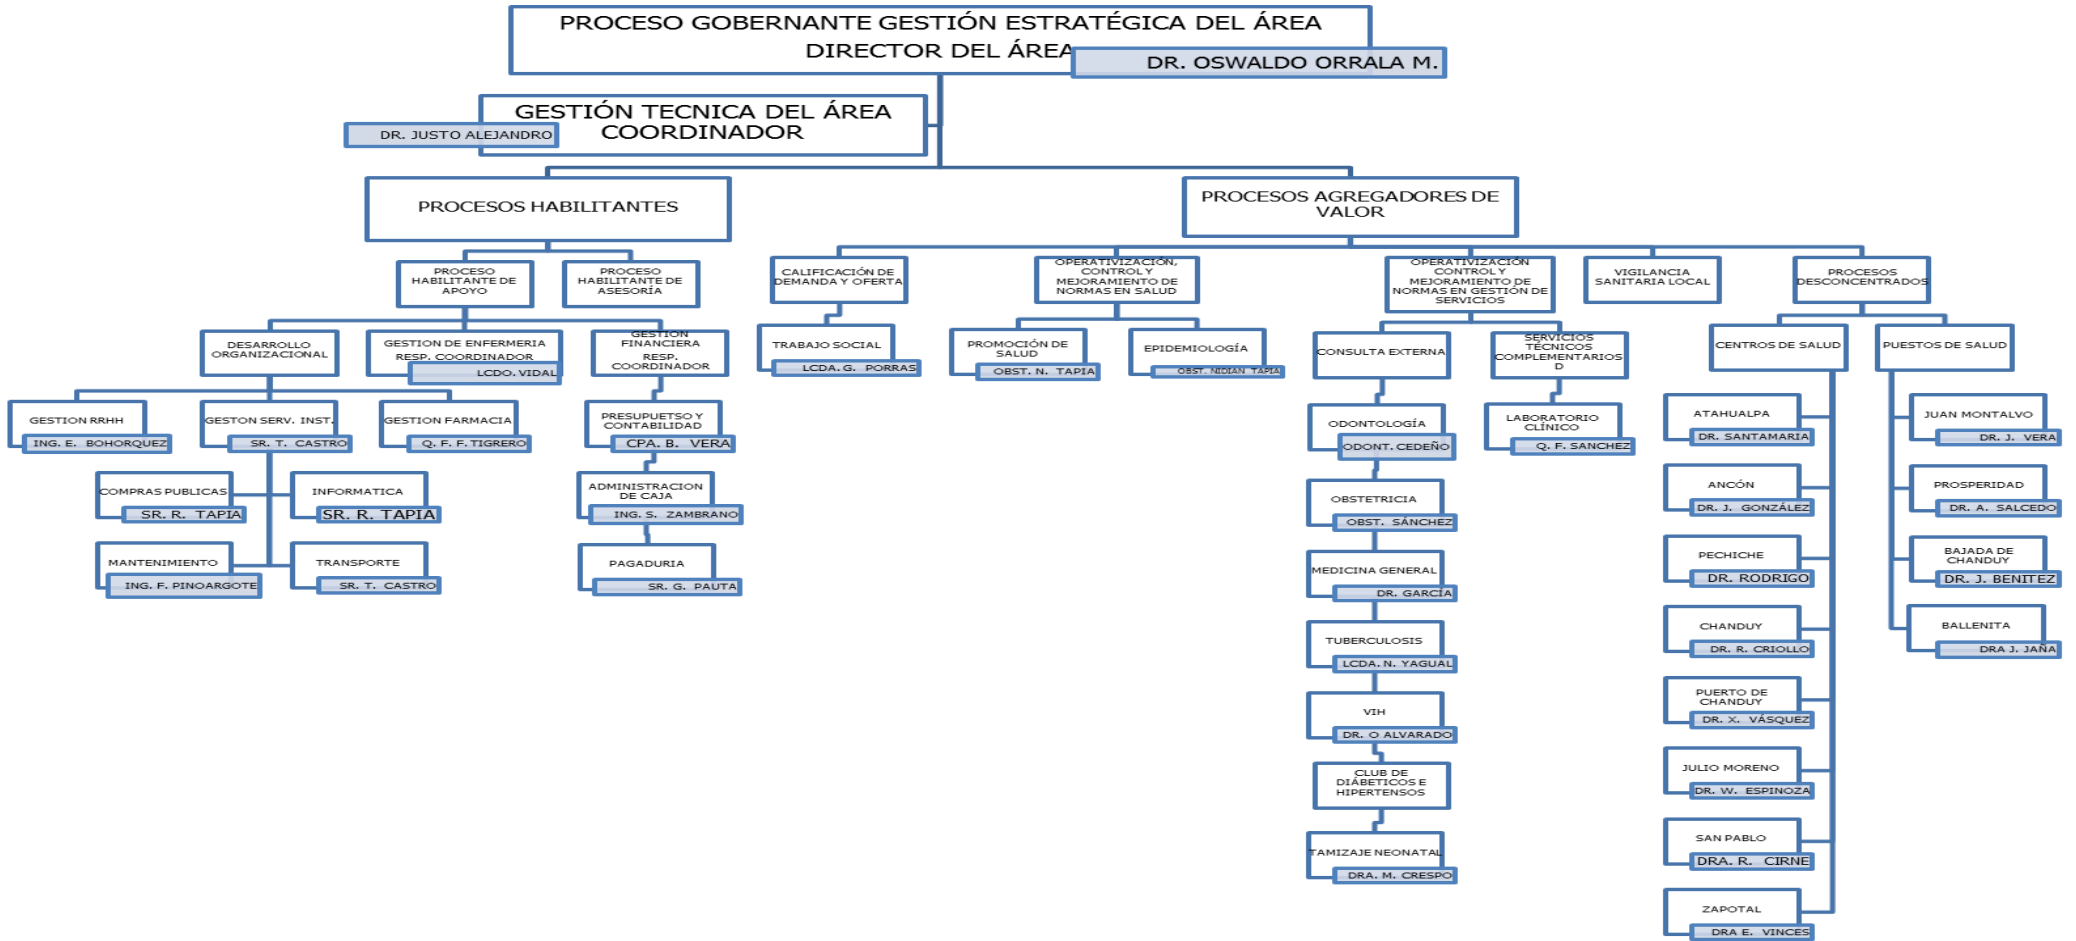 PROCESO GOBERNANTE GESTIÓN ESTRATÉGICA DEL ÁREA
DIRECTOR DEL ÁREA
DR. OSWALDO ORRALA M.
GESTIÓN TECNICA DEL ÁREA
COORDINADOR
DR. JUSTO ALEJANDRO
PROCESOS HABILITANTES
PROCESOS AGREGADORES DE
VALOR
PROCESO
HABILITANTE DE
APOYO
PROCESO
HABILITANTE DE
ASESORÍA
CALIFICACIÓN DE
DEMANDA Y OFERTA
OPERATIVIZACIÓN,
CONTROL Y
MEJORAMIENTO DE
NORMAS EN SALUD
OPERATIVIZACIÓN
CONTROL Y
MEJORAMIENTO DE
NORMAS EN GESTIÓN DE
SERVICIOS
VIGILANCIA
SANITARIA LOCAL
PROCESOS
DESCONCENTRADOS
DESARROLLO
ORGANIZACIONAL
GESTION DE ENFERMERIA
RESP. COORDINADOR
LCDO. VIDAL
GESTION
FINANCIERA
RESP.
COORDINADOR
TRABAJO SOCIAL
LCDA. G. PORRAS
PROMOCIÓN DE
SALUD
OBST. N. TAPIA
EPIDEMIOLOGÍA
OBST. NIDIAN TAPIA
CONSULTA EXTERNA
SERVICIOS
TÉCNICOS
COMPLEMENTARIOS
D
CENTROS DE SALUD
PUESTOS DE SALUD
GESTION RRHH
ING. E. BOHORQUEZ
GESTON SERV. INST.
SR. T. CASTRO
GESTION FARMACIA
Q. F. F. TIGRERO
PRESUPUETSO Y
CONTABILIDAD
CPA. B. VERA
COMPRAS PUBLICAS
SR. R. TAPIA
INFORMATICA
SR. R. TAPIA
ADMINISTRACION
DE CAJA
ING. S. ZAMBRANO
MANTENIMIENTO
ING. F. PINOARGOTE
TRANSPORTE
SR. T. CASTRO
PAGADURIA
SR. G. PAUTA
ODONTOLOGÍA
ODONT. CEDEÑO
OBSTETRICIA
OBST. SÁNCHEZ
MEDICINA GENERAL
DR. GARCÍA
TUBERCULOSIS
LCDA. N. YAGUAL
VIH
DR. O ALVARADO
CLUB DE
DIÁBETICOS E
HIPERTENSOS
TAMIZAJE NEONATAL
DRA. M. CRESPO
LABORATORIO
CLÍNICO
Q. F. SANCHEZ
ATAHUALPA
DR. SANTAMARIA
ANCÓN
DR. J. GONZÁLEZ
PECHICHE
DR. RODRIGO
CHANDUY
DR. R. CRIOLLO
PUERTO DE
CHANDUY
DR. X. VÁSQUEZ
JULIO MORENO
DR. W. ESPINOZA
SAN PABLO
DRA. R. CIRNE
ZAPOTAL
DRA E. VINCES
JUAN MONTALVO
DR. J. VERA
PROSPERIDAD
DR. A. SALCEDO
BAJADA DE
CHANDUY
DR. J. BENITEZ
BALLENITA
DRA J. JAÑA